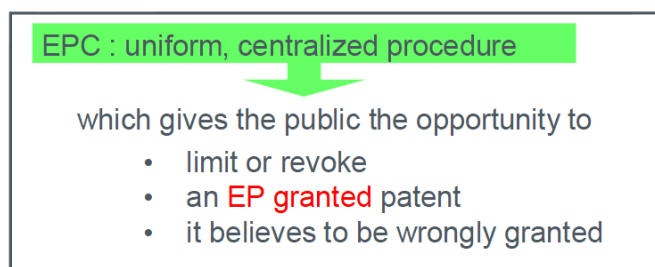 EPC : uniform, centralized procedure
which gives the public the opportunity to
• limit or revoke
• an EP granted patent
• it believes to be wrongly granted